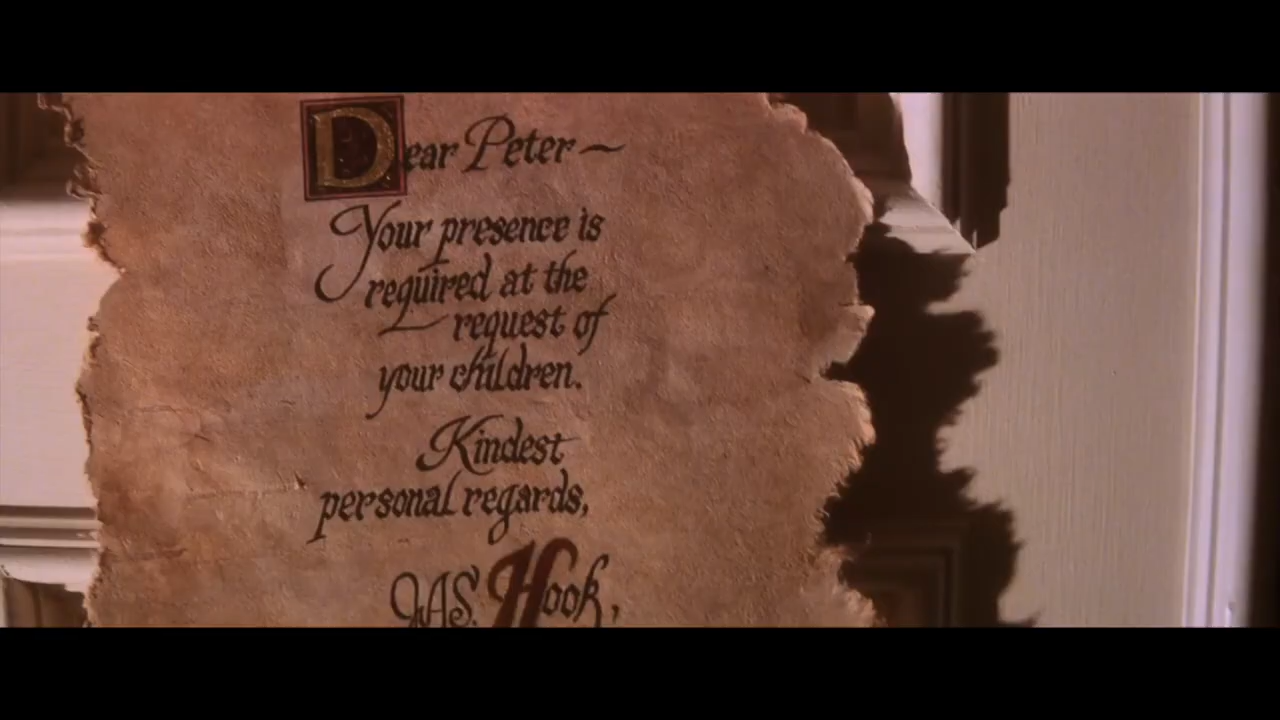 Dear Peter ~
Your presence is
required at the
request of
your children.
Kindest
personal regards,
JAS. Hook,